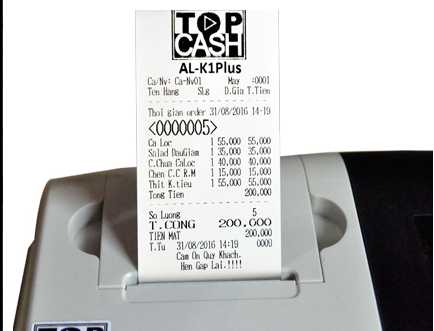 TOP
CASH
AL-K1Plus
Ca/Nv: Ca-Nv01 May :0001
Ten Hang SLg D.Gia T.Tien
Thoi gian order 31/08/2016 14-19
<0000005>
Ca Loc 1 55,000 55,000
Salad DauGiam 1 35,000 35,000
C.Chua CaLoc 1 40,000 40,000
Chen C.C R.M 1 15,000 15,000
Thit K.tieu 1 55,000 55,000
Tong Tien 200,000
So Luong 5
T.CONG 200,000
TIEN MAT 200,000
T.Tu 31/08/2016 14:19 0009
Cam On Quy Khach.
Hen Gap Lai.!!!!
TOP